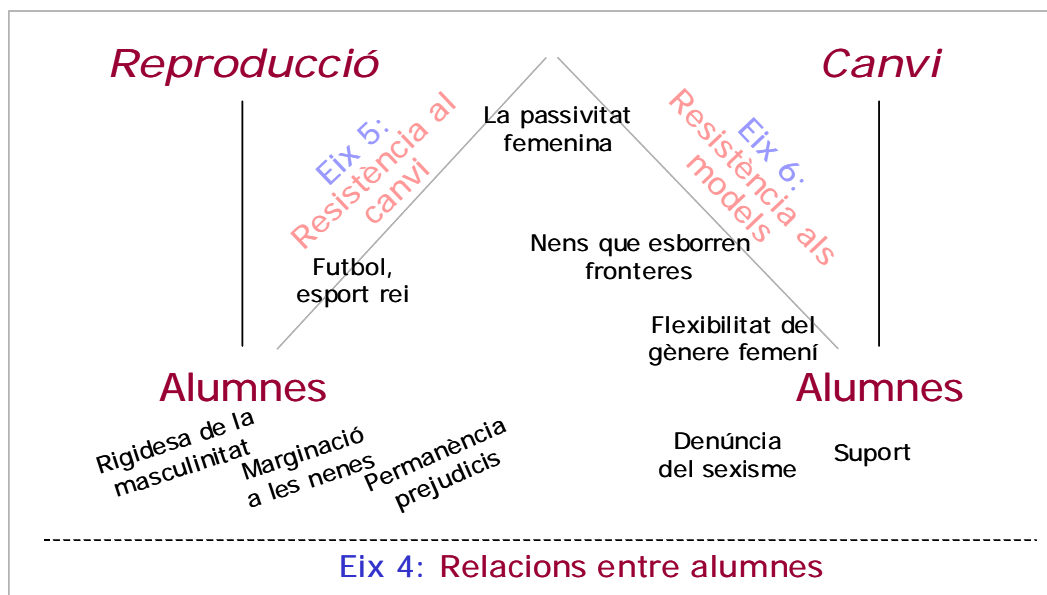 Reproducció
Canvi
Eix 5:
Resistència al
canvi
La passivitat
femenina
Eix 6:
Resistència als
models
Nens que esborren
fronteres
Futbol,
esport rei
Flexibilitat del
gènere femení
Alumnes
Alumnes
Rigidesa de la
masculinitat
Marginació
a les nenes
Permanència
prejudicis
Denúncia
del sexisme
Suport
Eix 4: Relacions entre alumnes